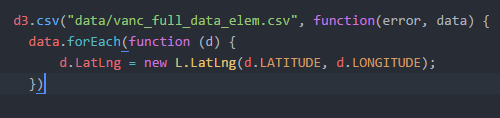 d3.csv("data/vanc_full_data_elem.csv", function(error, data) {
  data.forEach(function (d) {
      d.LatLng = new L.LatLng(d.LATITUDE, d.LONGITUDE);
  })